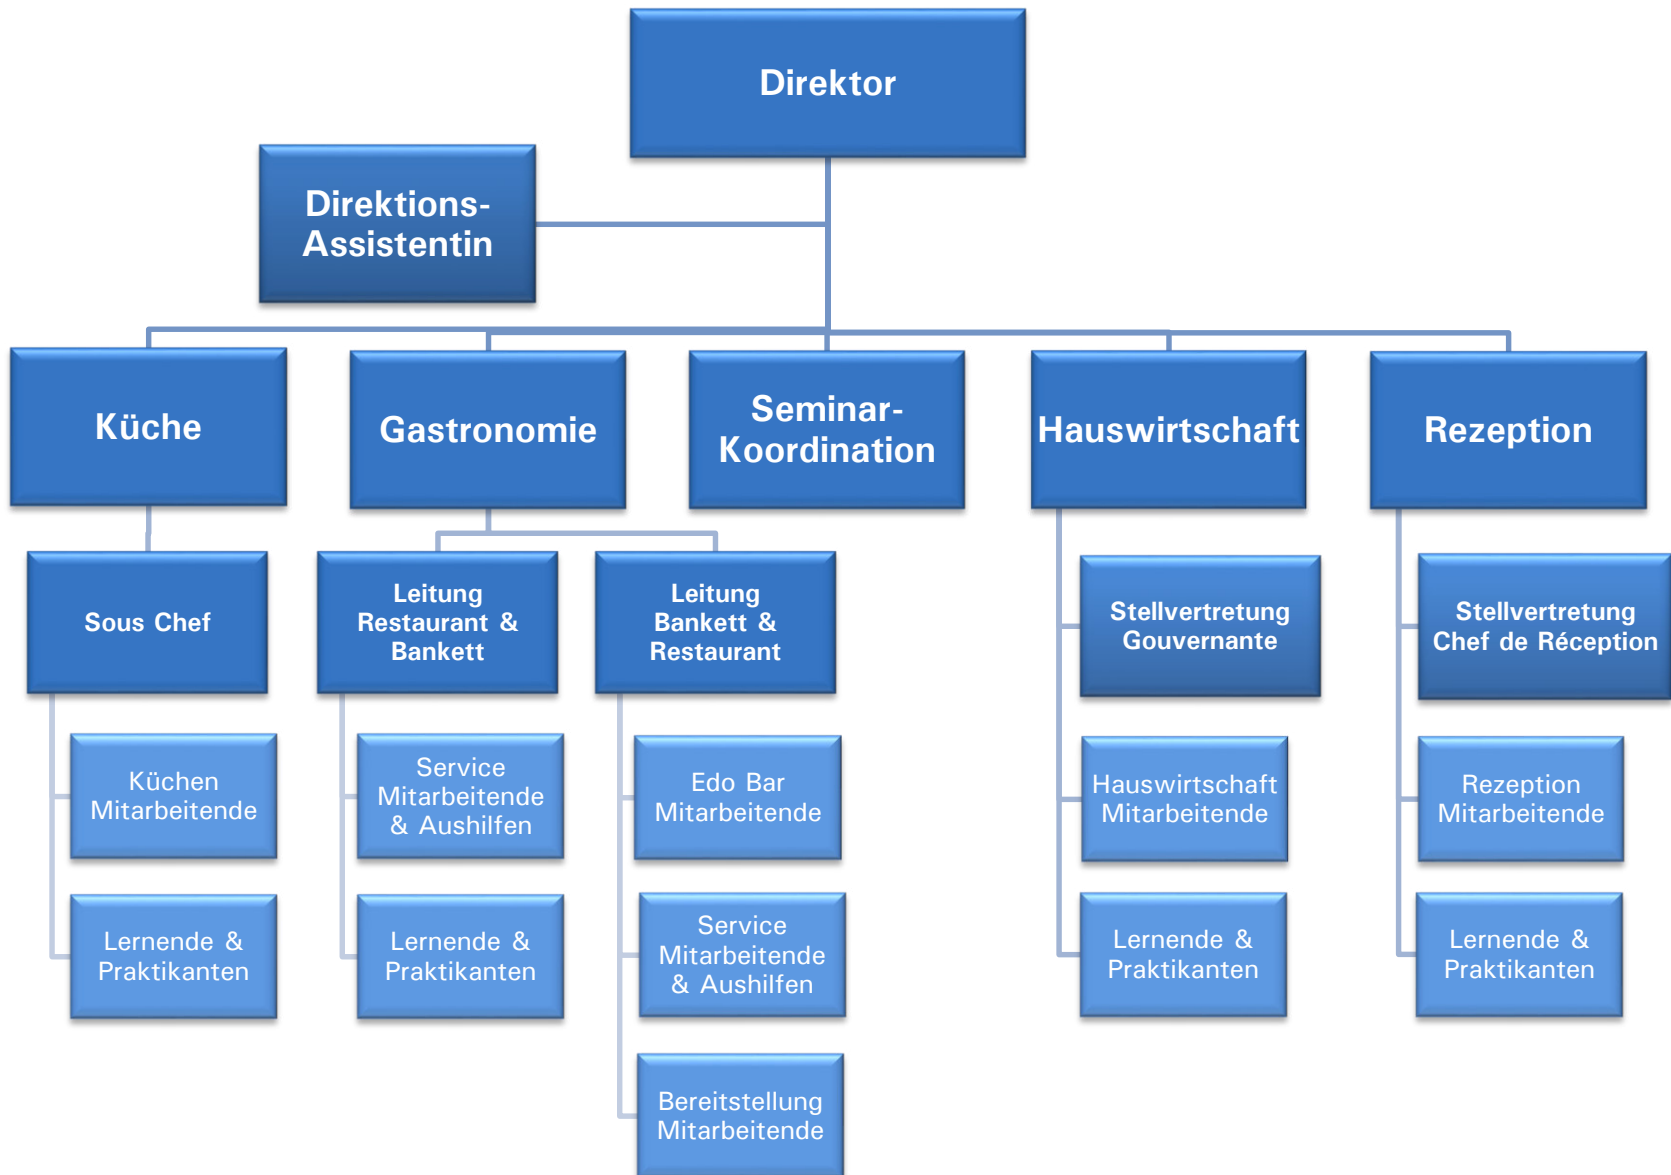 Direktor
Direktions-
Assistentin
Küche
Gastronomie
Seminar-
Koordination
Hauswirtschaft
Rezeption
Sous Chef
Leitung
Restaurant &
Bankett
Leitung
Bankett &
Restaurant
Stellvertretung
Gouvernante
Stellvertretung
Chef de Réception
Küchen
Mitarbeitende
Service
Mitarbeitende
& Aushilfen
Edo Bar
Mitarbeitende
Hauswirtschaft
Mitarbeitende
Rezeption
Mitarbeitende
Lernende &
Praktikanten
Lernende &
Praktikanten
Service
Mitarbeitende
& Aushilfen
Lernende &
Praktikanten
Lernende &
Praktikanten
Bereitstellung
Mitarbeitende